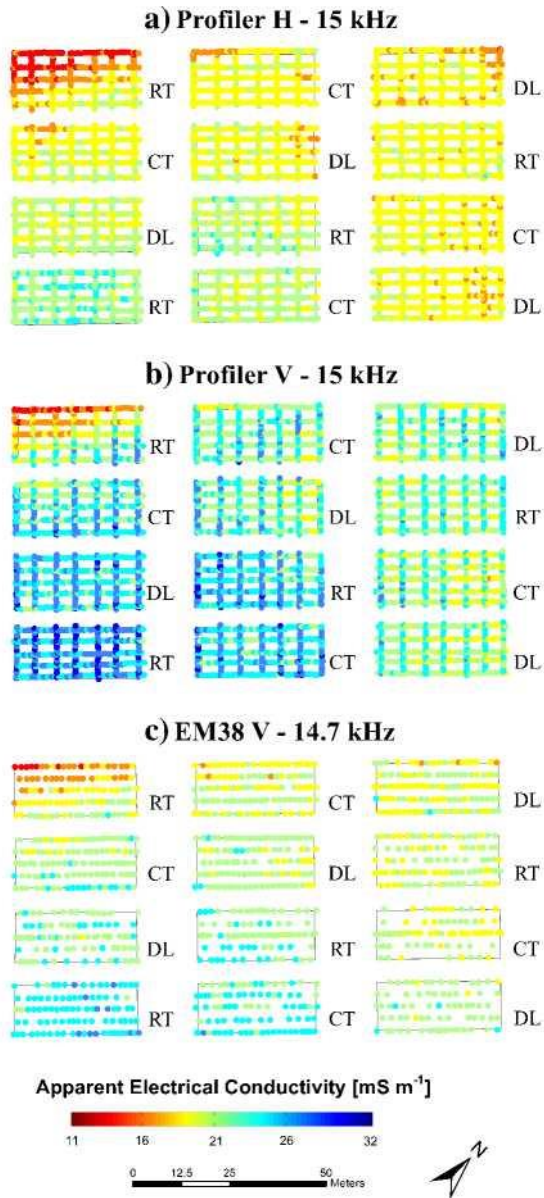 a) Profiler H - 15 kHz
RT CT DL
CT DL RT
DL RT CT
RT CT DL
b) Profiler V - 15 kHz
RT CT DL
CT DL RT
DL RT CT
RT CT DL
c) EM38 V - 14.7 kHz
RT CT DL
CT DL RT
DL RT CT
RT CT DL
Apparent Electrical Conductivity [mS m⁻¹]
11 16 21 26 32
0 12.5 25 50
Meters
N